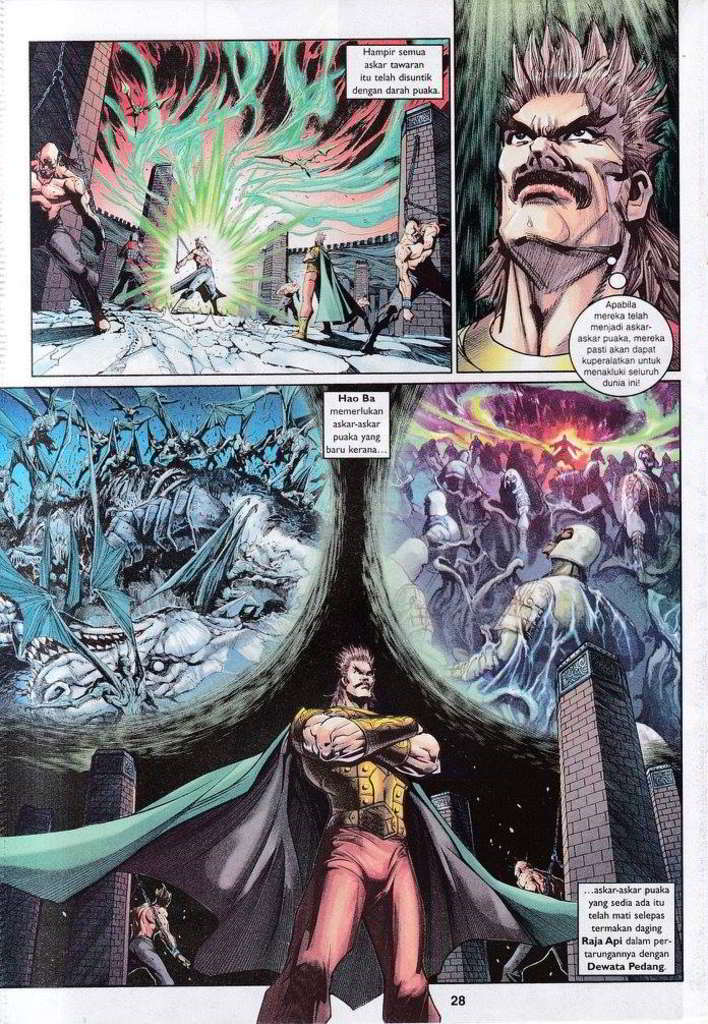 Hampir semua
askar tawaran
itu telah disuntik
dengan darah puaka.
Apabila
mereka telah
menjadi askar-
askar puaka, mereka
pasti akan dapat
kuperalatkan untuk
menakluki seluruh
dunia ini!
Hao Ba
memerlukan
askar-askar
puaka yang
baru kerana...
...askar-askar puaka
yang sedia ada itu
telah mati selepas
termakan daging
Raja Api dalam per-
tarungannya dengan
Dewata Pedang.
28